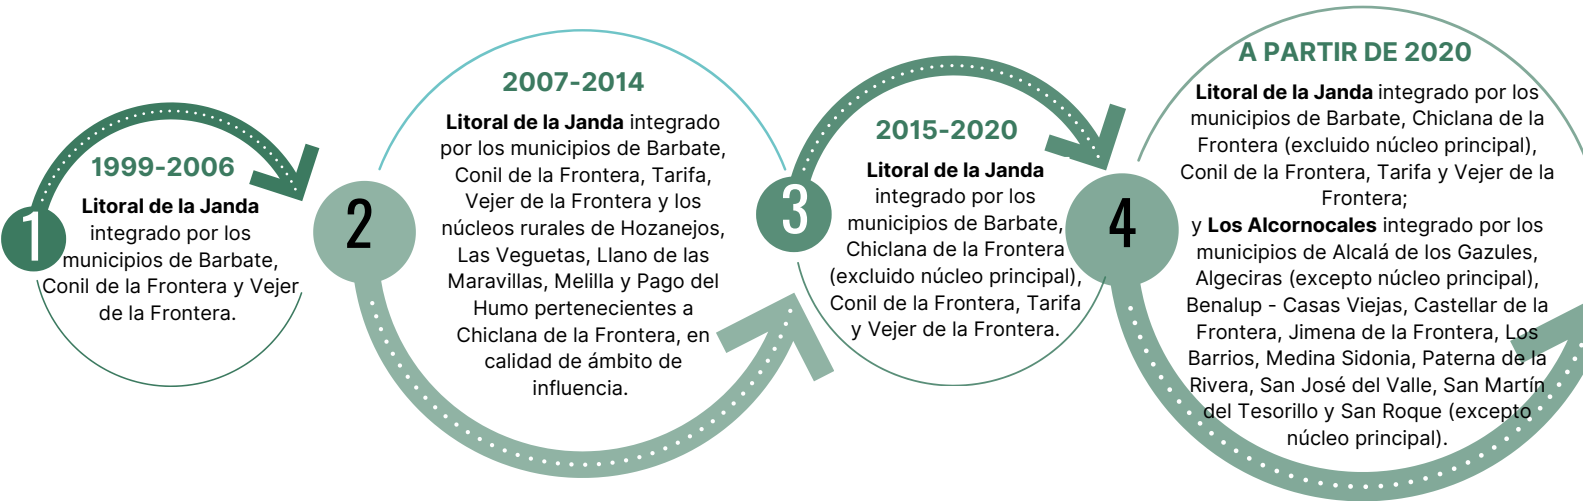 1
1999-2006
Litoral de la Janda
integrado por los
municipios de Barbate,
Conil de la Frontera y Vejer
de la Frontera.
2
2007-2014
Litoral de la Janda integrado
por los municipios de Barbate,
Conil de la Frontera, Tarifa,
Vejer de la Frontera y los
núcleos rurales de Hozanejos,
Las Veguetas, Llano de las
Maravillas, Melilla y Pago del
Humo pertenecientes a
Chiclana de la Frontera, en
calidad de ámbito de
influencia.
3
2015-2020
Litoral de la Janda
integrado por los
municipios de Barbate,
Chiclana de la Frontera
(excluido núcleo principal),
Conil de la Frontera, Tarifa
y Vejer de la Frontera.
4
A PARTIR DE 2020
Litoral de la Janda integrado por los
municipios de Barbate, Chiclana de la
Frontera (excluido núcleo principal),
Conil de la Frontera, Tarifa y Vejer de la
Frontera;
y Los Alcornocales integrado por los
municipios de Alcalá de los Gazules,
Algeciras (excepto núcleo principal),
Benalup - Casas Viejas, Castellar de la
Frontera, Jimena de la Frontera, Los
Barrios, Medina Sidonia, Paterna de la
Rivera, San José del Valle, San Martín
del Tesorillo y San Roque (excepto
núcleo principal).